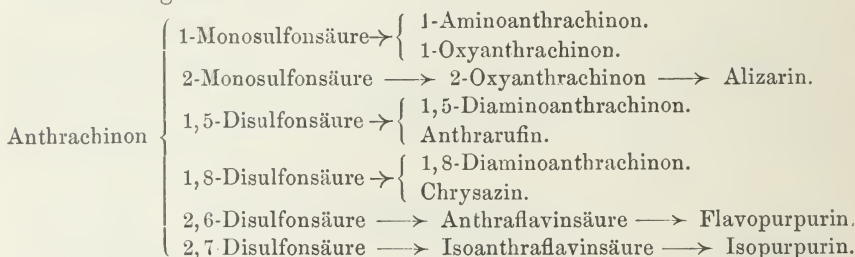 1-Monosulfonsäure → { 1-Aminoanthrachinon.
1-Oxyanthrachinon.
2-Monosulfonsäure → 2-Oxyanthrachinon → Alizarin.
Anthrachinon { 1,5-Disulfonsäure → { 1,5-Diaminoanthrachinon.
Anthrarufin.
1,8-Disulfonsäure → { 1,8-Diaminoanthrachinon.
Chrysazin.
2,6-Disulfonsäure → Anthraflavinsäure → Flavopurpurin.
2,7 Disulfonsäure → Isoanthraflavinsäure → Isopurpurin.